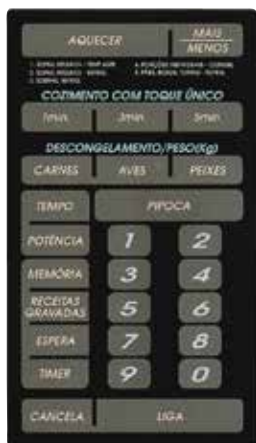 AQUECER
MAIS
MENOS
COZIMENTO COM TOQUE ÚNICO
1min. 3min. 5min
DESCONGELAMENTO/PESO(Kg)
CARNES AVES PEIXES
TEMPO PIPOCA
POTÊNCIA 1 2
MEMÓRIA 3 4
RECEITAS
GRAVADAS 5 6
ESPERA 7 8
TIMER 9 0
CANCELA LIGA